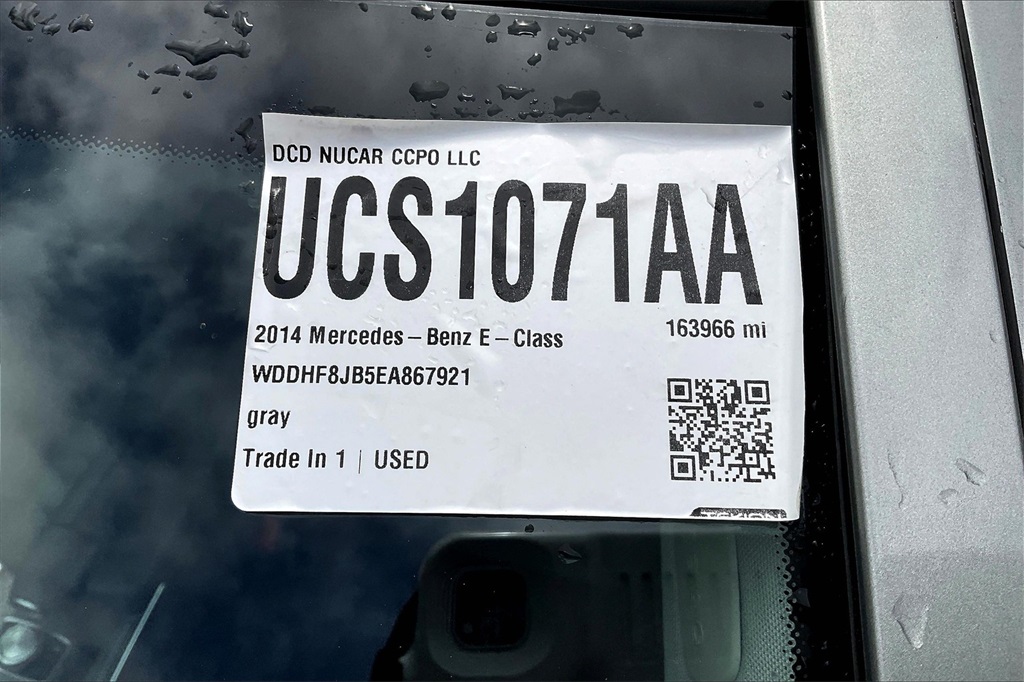 DCD NUCAR CCPO LLC
UCS1071AA
2014 Mercedes-Benz E-Class
163966 mi
WDDHF8JB5EA867921
gray
Trade In 1 | USED